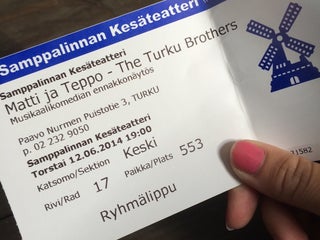 Samppalinnan Kesäteatteri
Samppalinnan Kesäteatteri
Matti ja Teppo - The Turku Brothers
Musiikkikomedian ennakkonäytös
Paavo Nurmen Puistotie 3, TURKU
p. 02 232 9050
Samppalinnan Kesäteatteri
Torstai 12.06.2014 19:00
Katsomo/Sektion Keski
Rivi/Rad 17 Paikka/Plats 553
Ryhmälippu
71582